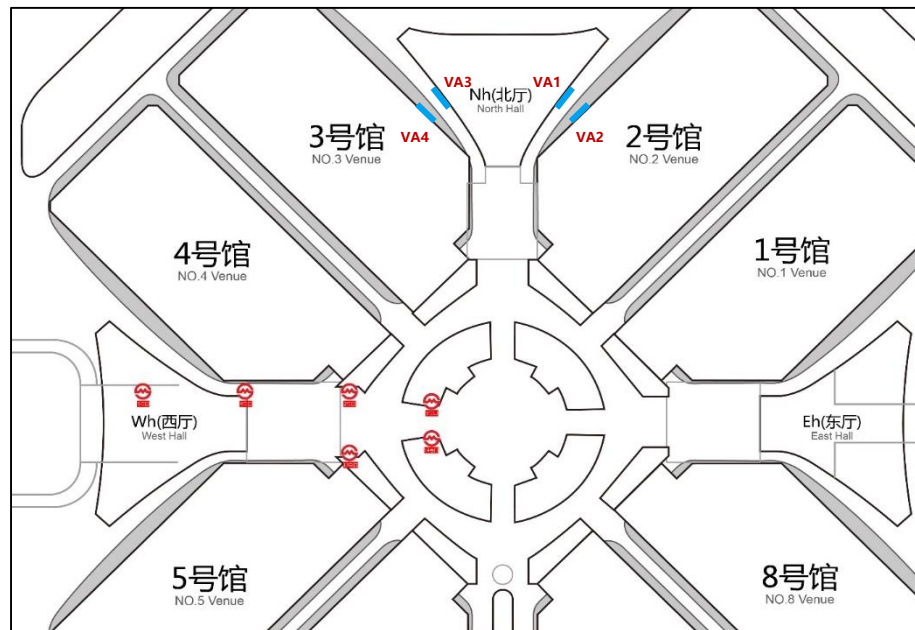 VA3
VA1
Nh(北厅)
North Hall
VA4
VA2
3号馆
NO.3 Venue
2号馆
NO.2 Venue
4号馆
NO.4 Venue
1号馆
NO.1 Venue
Wh(西厅)
West Hall
Eh(东厅)
East Hall
5号馆
NO.5 Venue
8号馆
NO.8 Venue